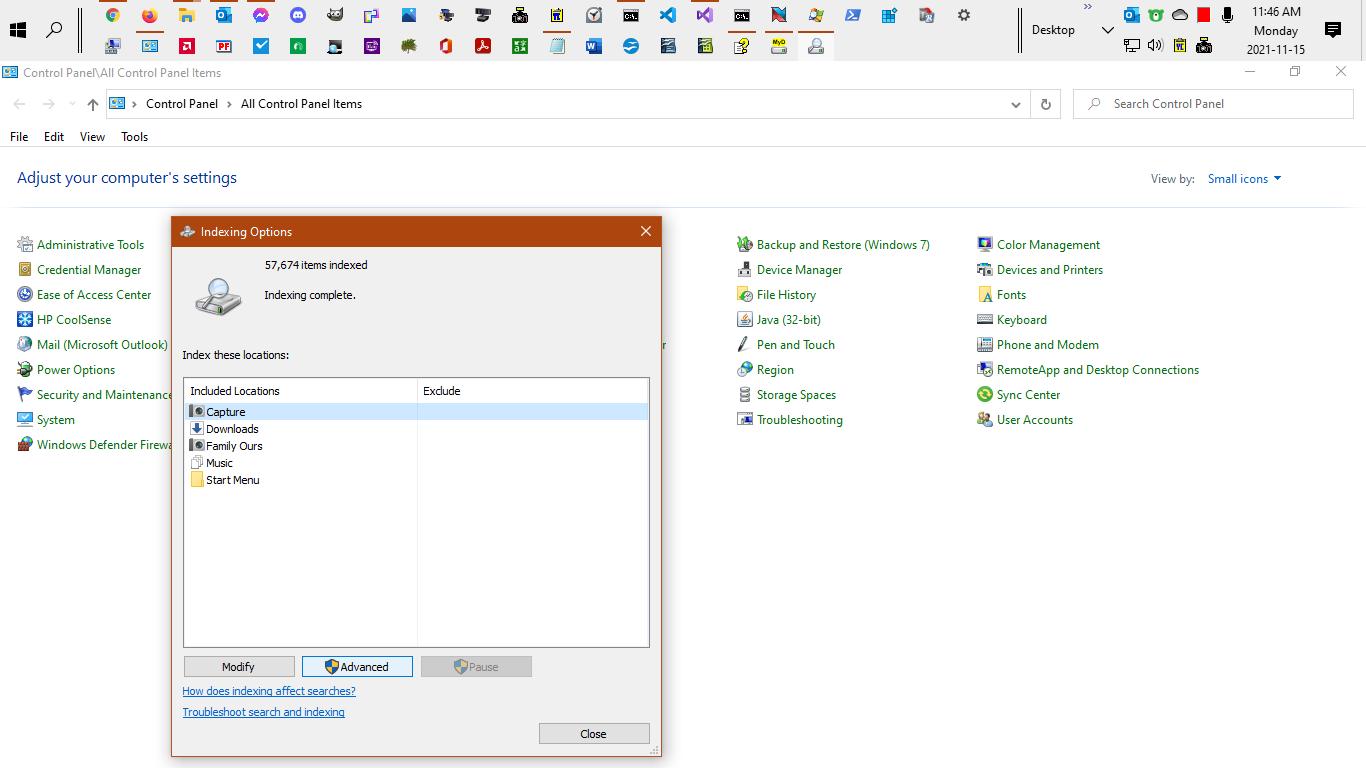 11:46 AM
Desktop
Monday
2021-11-15
PF
MyD
Control Panel\All Control Panel Items
Control Panel > All Control Panel Items
Search Control Panel
File Edit View Tools
Adjust your computer's settings
View by: Small icons
Administrative Tools
Credential Manager
Ease of Access Center
HP CoolSense
Mail (Microsoft Outlook)
Power Options
Security and Maintenance
System
Windows Defender Firewa
Indexing Options
57,674 items indexed
Indexing complete.
Index these locations:
Included Locations Exclude
Capture
Downloads
Family Ours
Music
Start Menu
Modify Advanced Pause
How does indexing affect searches?
Troubleshoot search and indexing
Close
r
Backup and Restore (Windows 7)
Device Manager
File History
Java (32-bit)
Pen and Touch
Region
Storage Spaces
Troubleshooting
Color Management
Devices and Printers
Fonts
Keyboard
Phone and Modem
RemoteApp and Desktop Connections
Sync Center
User Accounts